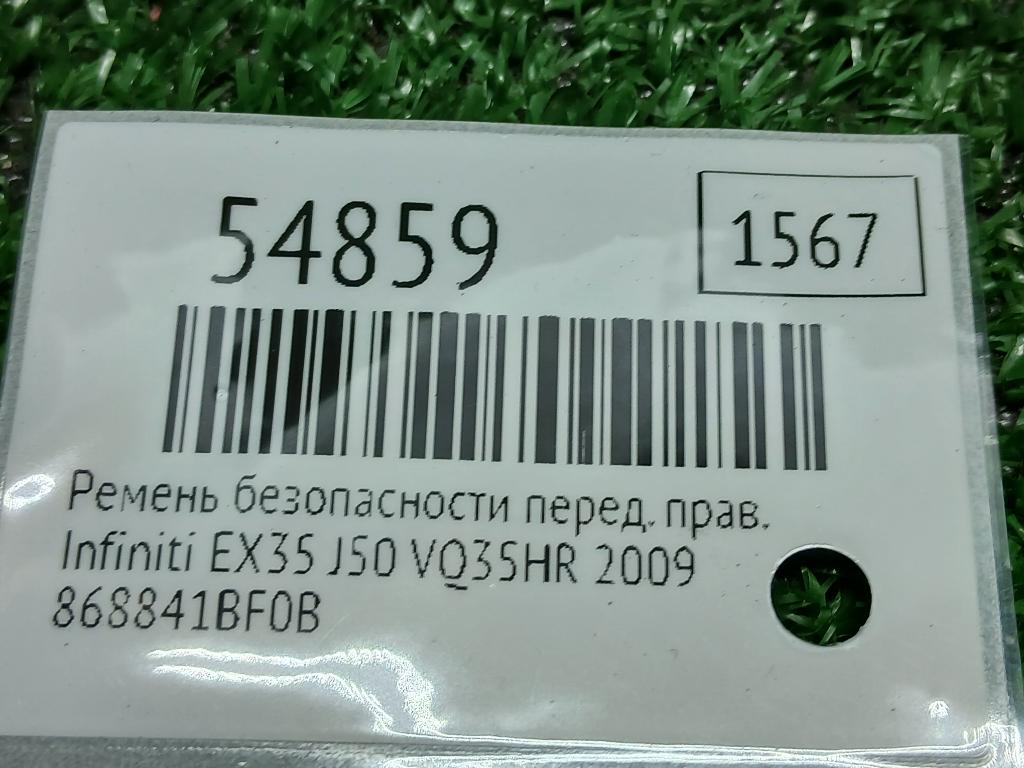 54859
1567
Ремень безопасности перед. прав.
Infiniti EX35 J50 VQ35HR 2009
868841BF0B